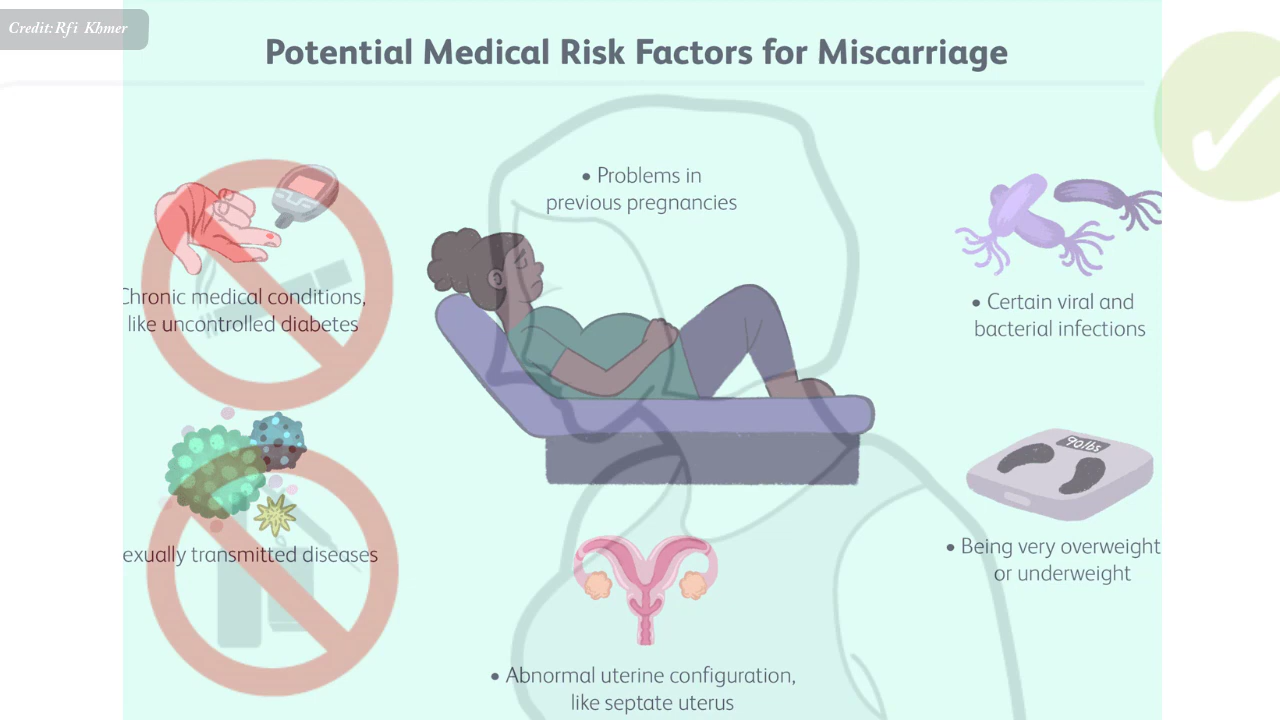 Credit:Rfi Khmer
Potential Medical Risk Factors for Miscarriage
• Problems in
previous pregnancies
Chronic medical conditions,
like uncontrolled diabetes
• Certain viral and
bacterial infections
90lbs
exually transmitted diseases
• Being very overweight
or underweight
• Abnormal uterine configuration,
like septate uterus